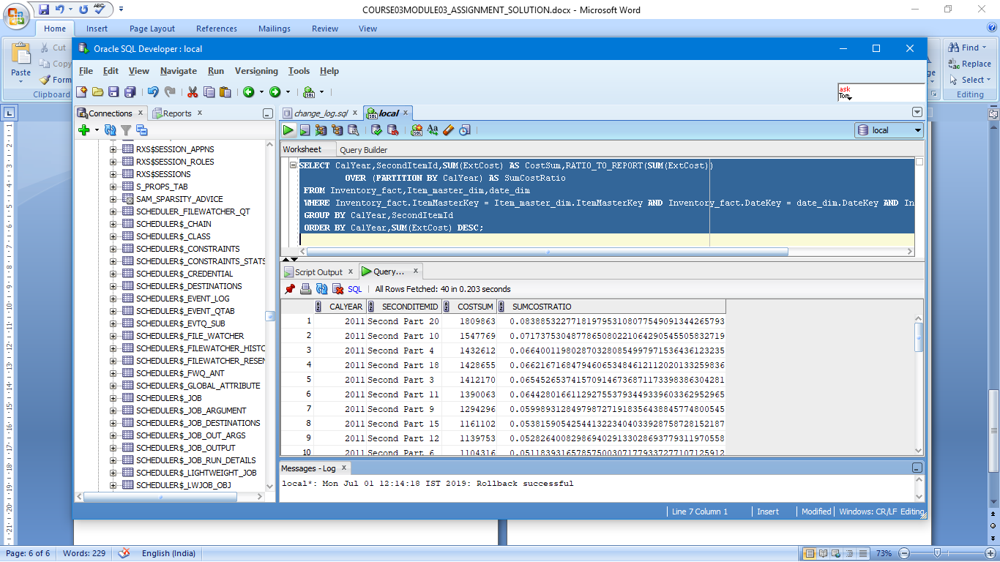 COURSE03MODULE03_ASSIGNMENT_SOLUTION.docx - Microsoft Word
Home Insert Page Layout References Mailings Review View
Paste
Cut
Copy
Form
Clipboard
Find
Replace
Select
Editing
Oracle SQL Developer : local
File Edit View Navigate Run Versioning Tools Help
ask
Tom
Connections x Reports x
change_log.sql x local x
local
Worksheet Query Builder
RXS$SESSION_APPNS
RXS$SESSION_ROLES
RXS$SESSIONS
S_PROPS_TAB
SAM_SPARSITY_ADVICE
SCHEDULER_FILEWATCHER_QT
SCHEDULER$_CHAIN
SCHEDULER$_CLASS
SCHEDULER$_CONSTRAINTS
SCHEDULER$_CONSTRAINTS_STATS
SCHEDULER$_CREDENTIAL
SCHEDULER$_DESTINATIONS
SCHEDULER$_EVENT_LOG
SCHEDULER$_EVENT_QTAB
SCHEDULER$_EVTQ_SUB
SCHEDULER$_FILE_WATCHER
SCHEDULER$_FILEWATCHER_HISTO
SCHEDULER$_FILEWATCHER_RESEN
SCHEDULER$_FWQ_ANT
SCHEDULER$_GLOBAL_ATTRIBUTE
SCHEDULER$_JOB
SCHEDULER$_JOB_ARGUMENT
SCHEDULER$_JOB_DESTINATIONS
SCHEDULER$_JOB_OUT_ARGS
SCHEDULER$_JOB_OUTPUT
SCHEDULER$_JOB_RUN_DETAILS
SCHEDULER$_LIGHTWEIGHT_JOB
SCHEDULER$_LWJOB_OBJ
SELECT CalYear,SecondItemId,SUM(ExtCost) AS CostSum,RATIO_TO_REPORT(SUM(ExtCost))
OVER (PARTITION BY CalYear) AS SumCostRatio
FROM Inventory_fact,Item_master_dim,date_dim
WHERE Inventory_fact.ItemMasterKey = Item_master_dim.ItemMasterKey AND Inventory_fact.DateKey = date_dim.DateKey AND In
GROUP BY CalYear,SecondItemId
ORDER BY CalYear,SUM(ExtCost) DESC;
Script Output x Query... x
SQL All Rows Fetched: 40 in 0.203 seconds
CALYEAR SECONDITEMID COSTSUM SUMCOSTRATIO
1 2011 Second Part 20 1809863 0.0838853227718197953108077549091344265793
2 2011 Second Part 10 1547769 0.0717375304877865080221064290545505832719
3 2011 Second Part 4 1432612 0.0664001198028703280854997971536436123235
4 2011 Second Part 18 1428655 0.0662167168479460653484612112020133259836
5 2011 Second Part 3 1412170 0.0654526537415709146736871173398386304281
6 2011 Second Part 11 1390063 0.0644280166112927553793449339603362952965
7 2011 Second Part 9 1294296 0.0599893128497987271918356438845774800545
8 2011 Second Part 15 1161102 0.0538159054254413223404033928758728152187
9 2011 Second Part 12 1139753 0.0528264008298694029133028693779311970558
10 2011 Second Part 6 1104316 0.0511839316578575003071779337277107125912
Messages - Log x
local*: Mon Jul 01 12:14:18 IST 2019: Rollback successful
Line 7 Column 1 Insert Modified Windows: CR/LF Editing
Page: 6 of 6 Words: 229 English (India) 73%